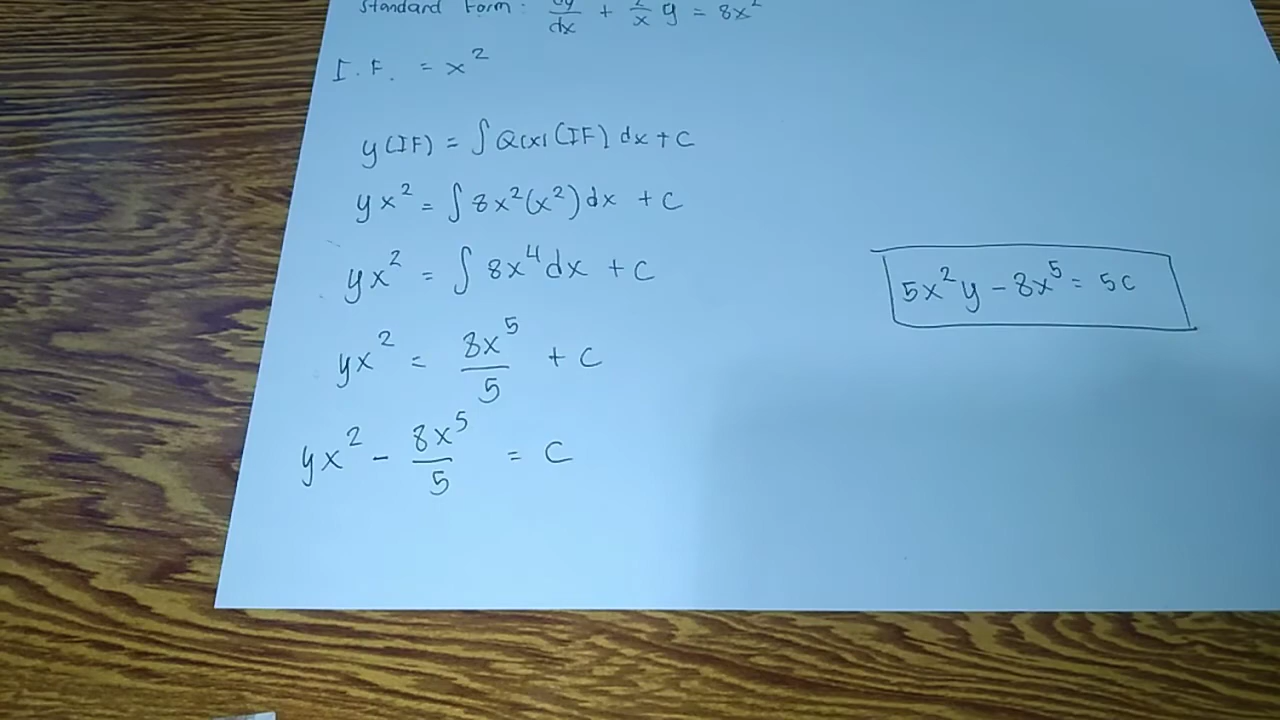 Standard Form: dy/dx + 2/x y = 8x²
I.F. = x²
y(IF) = ∫Q(x)(IF) dx + C
yx² = ∫8x²(x²)dx + C
yx² = ∫8x⁴dx + C
yx² = 8x⁵/5 + C
yx² - 8x⁵/5 = C
5x²y - 8x⁵ = 5C